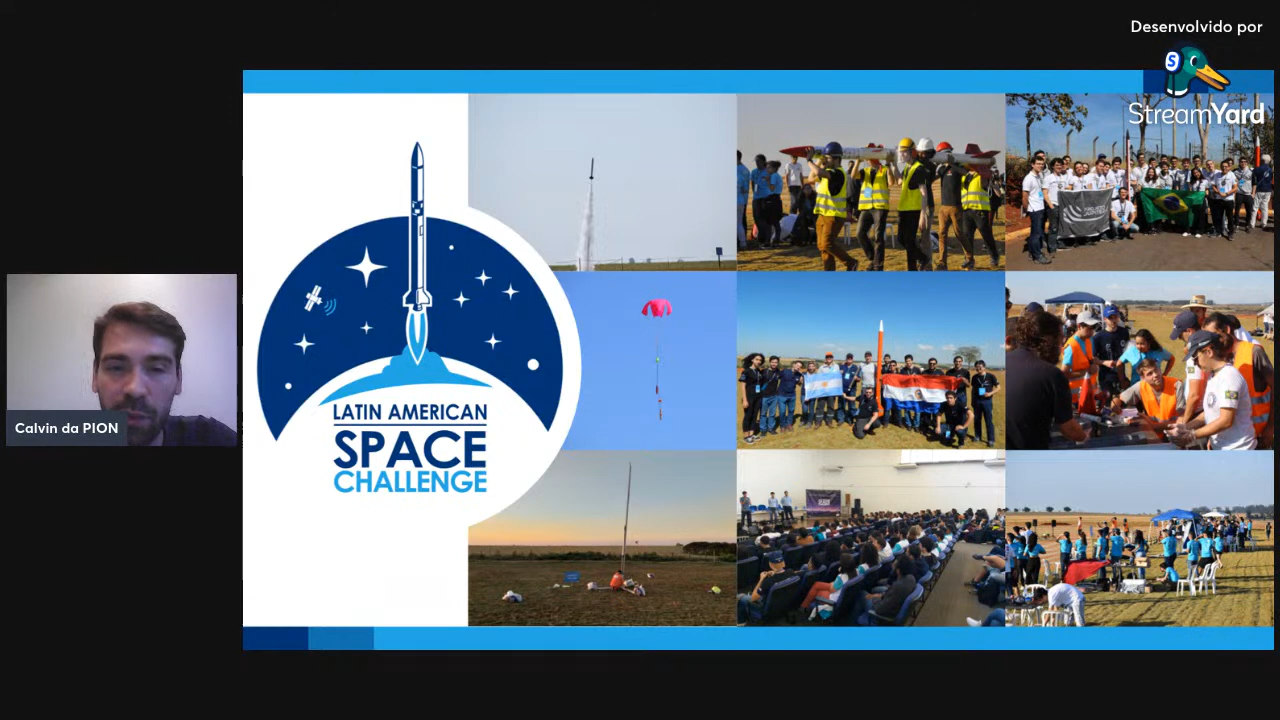 Desenvolvido por
StreamYard
LATIN AMERICAN
SPACE
CHALLENGE
Calvin da PION